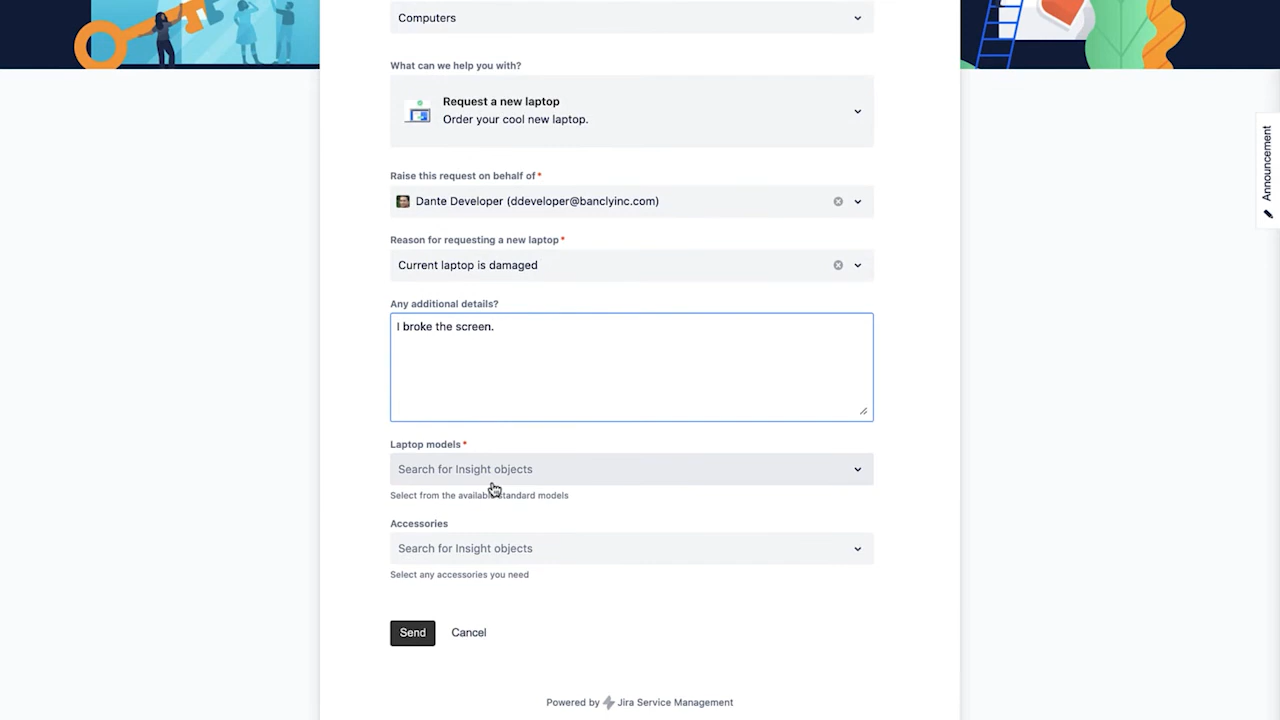 Computers
What can we help you with?
Request a new laptop
Order your cool new laptop.
Raise this request on behalf of*
Dante Developer (ddeveloper@banclyinc.com)
Reason for requesting a new laptop*
Current laptop is damaged
Any additional details?
I broke the screen.
Laptop models*
Search for Insight objects
Select from the available standard models
Accessories
Search for Insight objects
Select any accessories you need
Send Cancel
Powered by Jira Service Management
Announcement